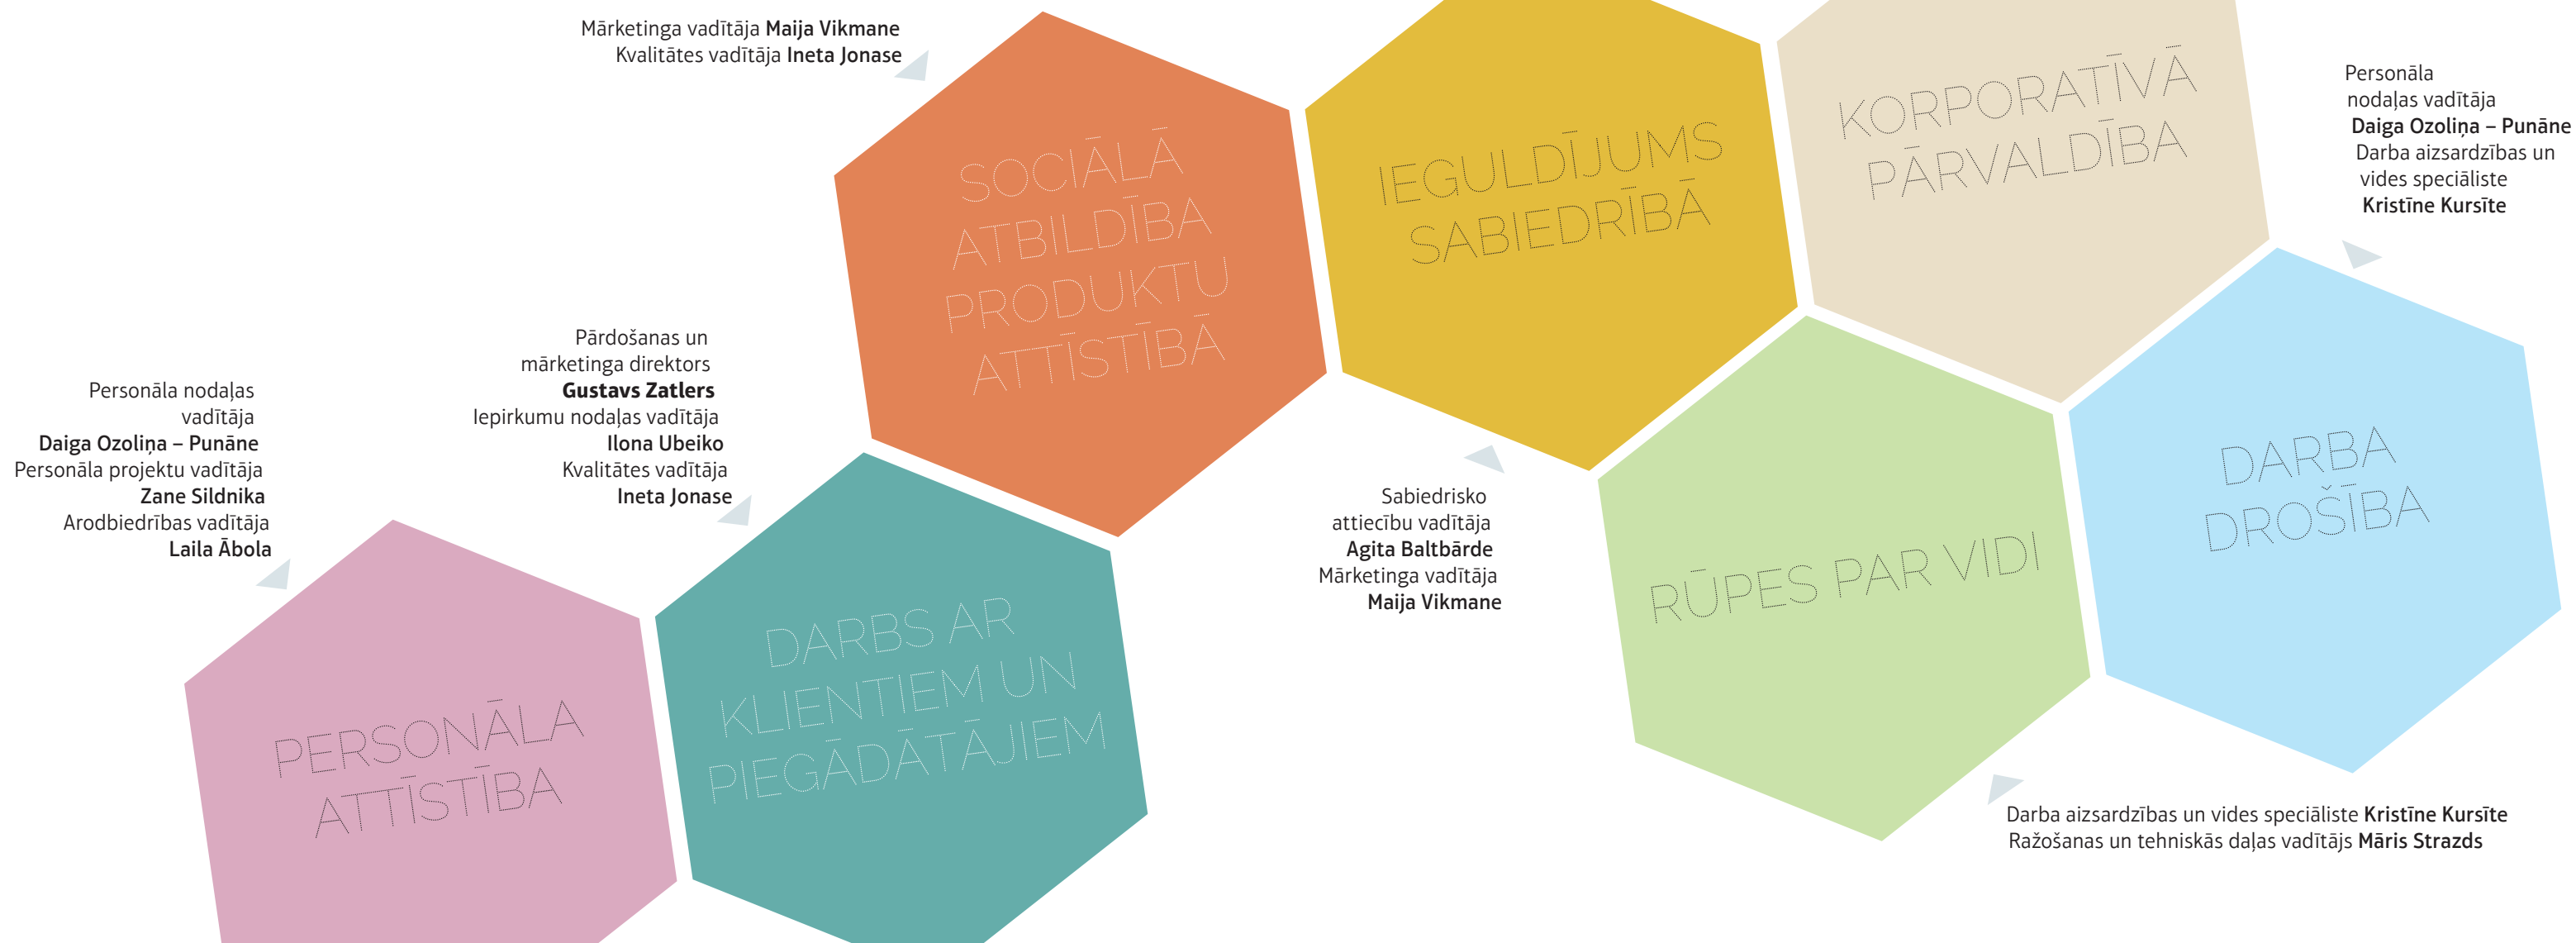 Mārketinga vadītāja Maija Vikmane
Kvalitātes vadītāja Ineta Jonase
SOCIĀLĀ
ATBILDĪBA
PRODUKTU
ATTĪSTĪBĀ
IEGULDĪJUMS
SABIEDRĪBĀ
KORPORATĪVĀ
PĀRVALDĪBA
Personāla
nodaļas vadītāja
Daiga Ozoliņa – Punāne
Darba aizsardzības un
vides speciāliste
Kristīne Kursīte
Personāla nodaļas
vadītāja
Daiga Ozoliņa – Punāne
Personāla projektu vadītāja
Zane Sildnika
Arodbiedrības vadītāja
Laila Ābola
Pārdošanas un
mārketinga direktors
Gustavs Zatlers
Iepirkumu nodaļas vadītāja
Ilona Ubeiko
Kvalitātes vadītāja
Ineta Jonase
Sabiedrisko
attiecību vadītāja
Agita Baltbārde
Mārketinga vadītāja
Maija Vikmane
DARBA
DROŠĪBA
RŪPES PAR VIDI
PERSONĀLA
ATTĪSTĪBA
DARBS AR
KLIENTIEM UN
PIEGĀDĀTĀJIEM
Darba aizsardzības un vides speciāliste Kristīne Kursīte
Ražošanas un tehniskās daļas vadītājs Māris Strazds